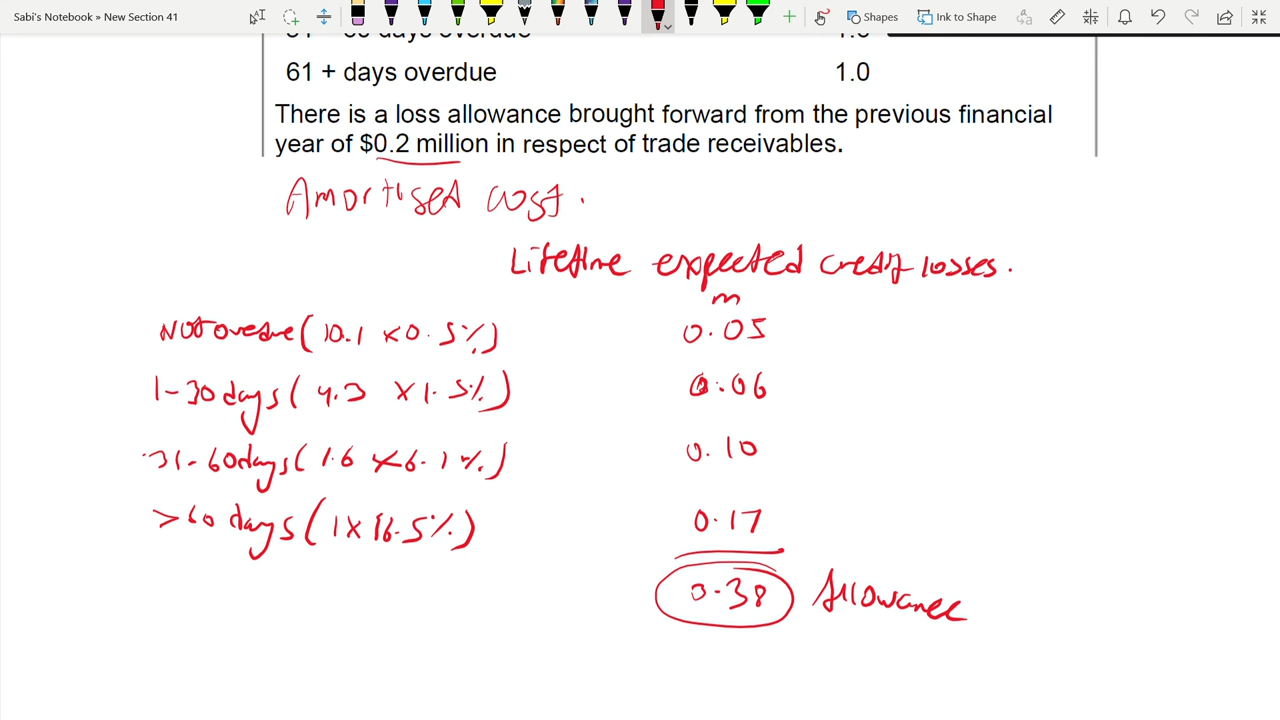 Sabi's Notebook » New Section 41
Shapes
Ink to Shape
61 + days overdue 1.0
There is a loss allowance brought forward from the previous financial
year of $0.2 million in respect of trade receivables.
Amortised cost.
Lifetime expected credit losses.
m
Not overdue (10.1 x 0.5%) 0.05
1-30 days (4.3 x 1.5%) 0.06
31-60 days (1.6 x 6.1%) 0.10
>60 days (1 x 16.5%) 0.17
0.38 Allowance